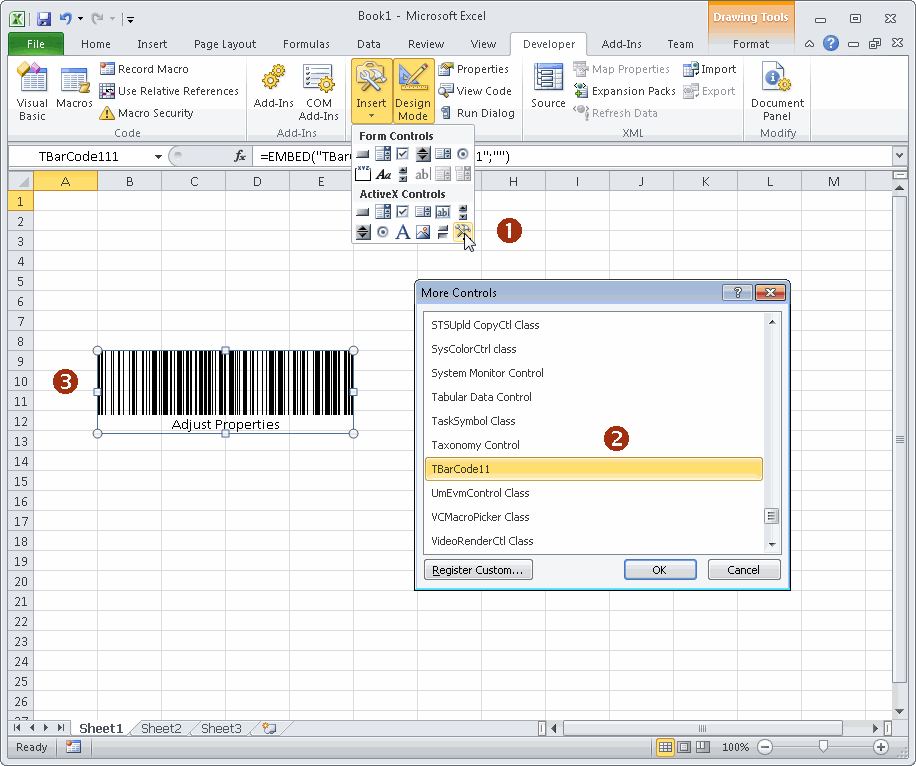 Book1 - Microsoft Excel
Drawing Tools
File Home Insert Page Layout Formulas Data Review View Developer Add-Ins Team Format
Visual Basic
Macros
Record Macro
Use Relative References
Macro Security
Code
Add-Ins
COM Add-Ins
Add-Ins
Insert
Design Mode
Properties
View Code
Run Dialog
Source
Map Properties
Expansion Packs
Refresh Data
Import
Export
XML
Document Panel
Modify
Form Controls
Aa ab|
ActiveX Controls
ab|
A
TBarCode111
fx =EMBED("TBar 1";"")
A B C D E H I J K L M
1
2
3
4
5
6
7
8
9
10
11
12
13
14
15
16
17
18
19
20
21
22
23
24
25
26
27
1
More Controls
?
STSUpld CopyCtl Class
SysColorCtrl class
System Monitor Control
Tabular Data Control
TaskSymbol Class
Taxonomy Control
TBarCode11
UmEvmControl Class
VCMacroPicker Class
VideoRenderCtl Class
Register Custom...
OK
Cancel
2
3
Adjust Properties
Sheet1 Sheet2 Sheet3
Ready
100%